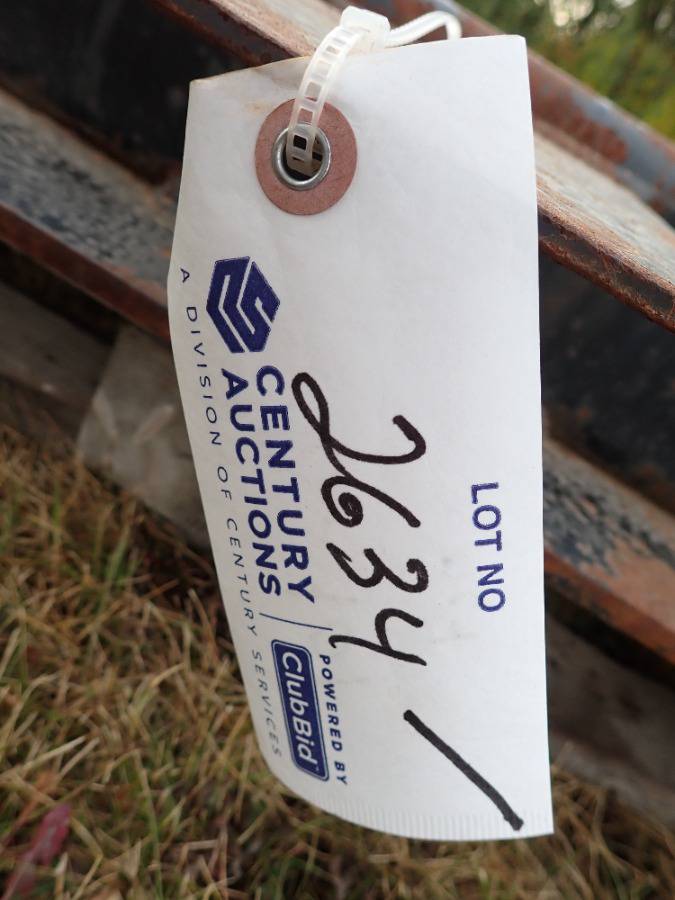 LOT NO
2634 /
CENTURY
AUCTIONS
A DIVISION OF CENTURY SERVICES
POWERED BY
ClubBid